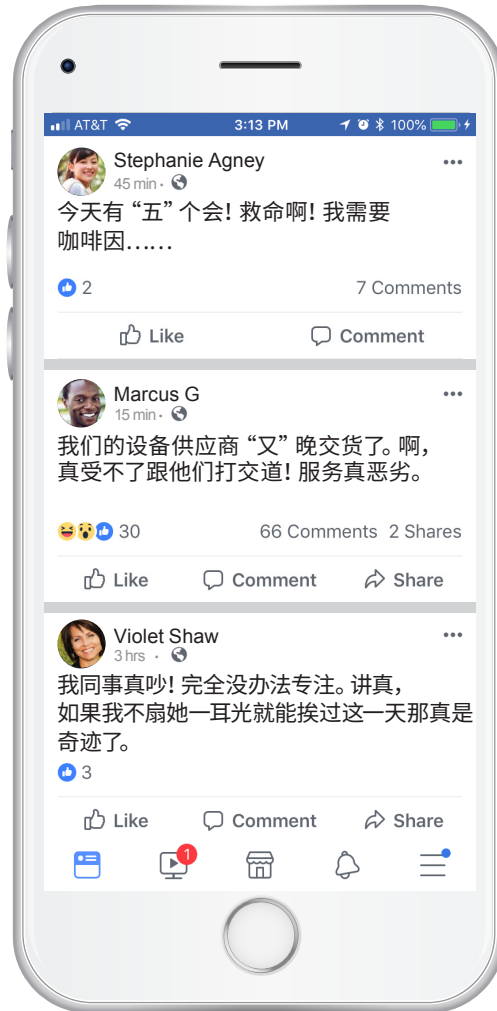 AT&T 3:13 PM 100%
Stephanie Agney
45 min ·
今天有“五”个会！救命啊！我需要
咖啡因……
2 7 Comments
Like Comment
Marcus G
15 min ·
我们的设备供应商“又”晚交货了。啊，
真受不了跟他们打交道！服务真恶劣。
30 66 Comments 2 Shares
Like Comment Share
Violet Shaw
3 hrs ·
我同事真吵！完全没办法专注。讲真，
如果我不扇她一耳光就能挨过这一天那真是
奇迹了。
3
Like Comment Share
1